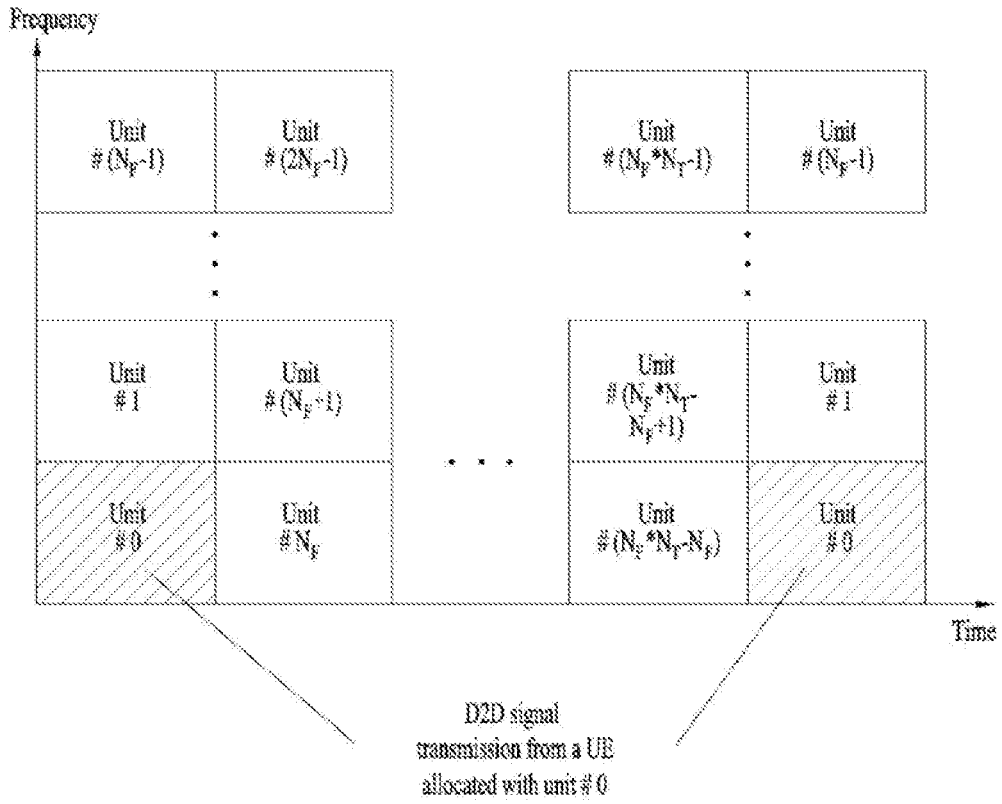 Frequency
Unit
# (N_F-1)
Unit
# (2N_F-1)
Unit
# (N_F*N_T-1)
Unit
# (N_F-1)
Unit
# 1
Unit
# (N_F+1)
Unit
# (N_F*N_T-
N_F+1)
Unit
# 1
Unit
# 0
Unit
# N_F
Unit
# (N_F*N_T-N_F)
Unit
# 0
Time
D2D signal
transmission from a UE
allocated with unit # 0